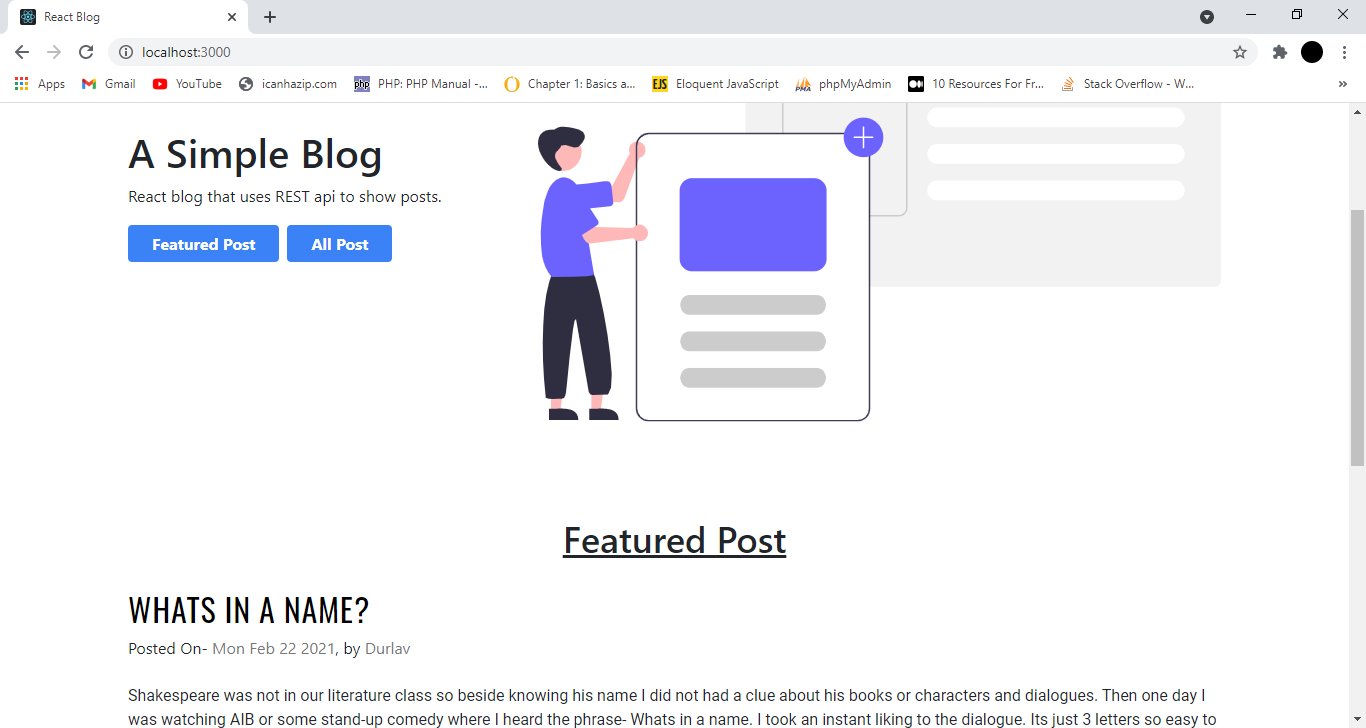 React Blog
localhost:3000
Apps Gmail YouTube icanhazip.com php PHP: PHP Manual -... Chapter 1: Basics a... EJS Eloquent JavaScript PMA phpMyAdmin 10 Resources For Fr... Stack Overflow - W...
A Simple Blog
React blog that uses REST api to show posts.
Featured Post All Post
Featured Post
WHATS IN A NAME?
Posted On- Mon Feb 22 2021, by Durlav
Shakespeare was not in our literature class so beside knowing his name I did not had a clue about his books or characters and dialogues. Then one day I
was watching AIB or some stand-up comedy where I heard the phrase- Whats in a name. I took an instant liking to the dialogue. Its just 3 letters so easy to